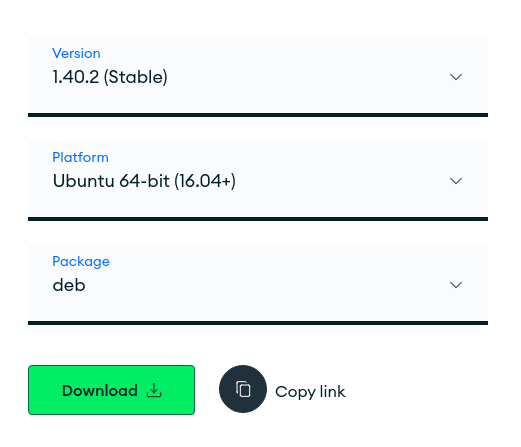 Version
1.40.2 (Stable)
Platform
Ubuntu 64-bit (16.04+)
Package
deb
Download
Copy link